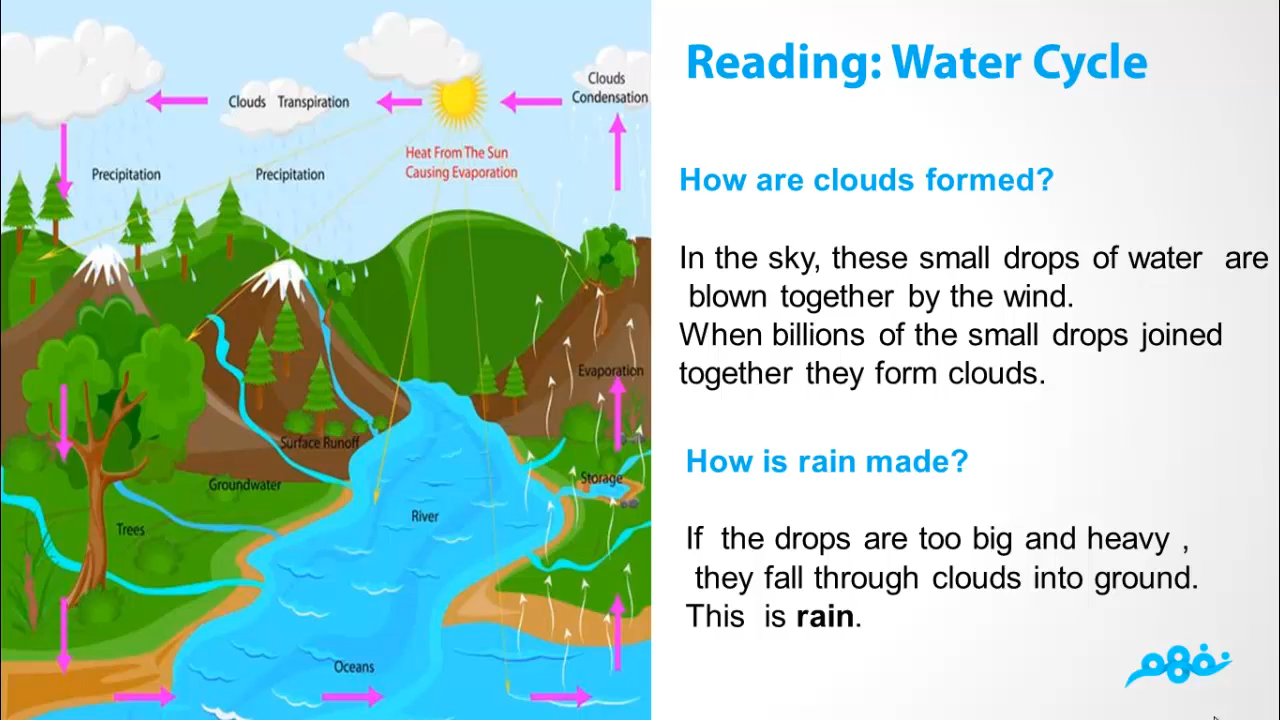 Reading: Water Cycle
Clouds
Condensation
Clouds Transpiration
Heat From The Sun
Causing Evaporation
Precipitation
Precipitation
Evaporation
Surface Runoff
Groundwater
Storage
River
Trees
Oceans
How are clouds formed?
In the sky, these small drops of water are
blown together by the wind.
When billions of the small drops joined
together they form clouds.
How is rain made?
If the drops are too big and heavy ,
they fall through clouds into ground.
This is rain.
نفهم